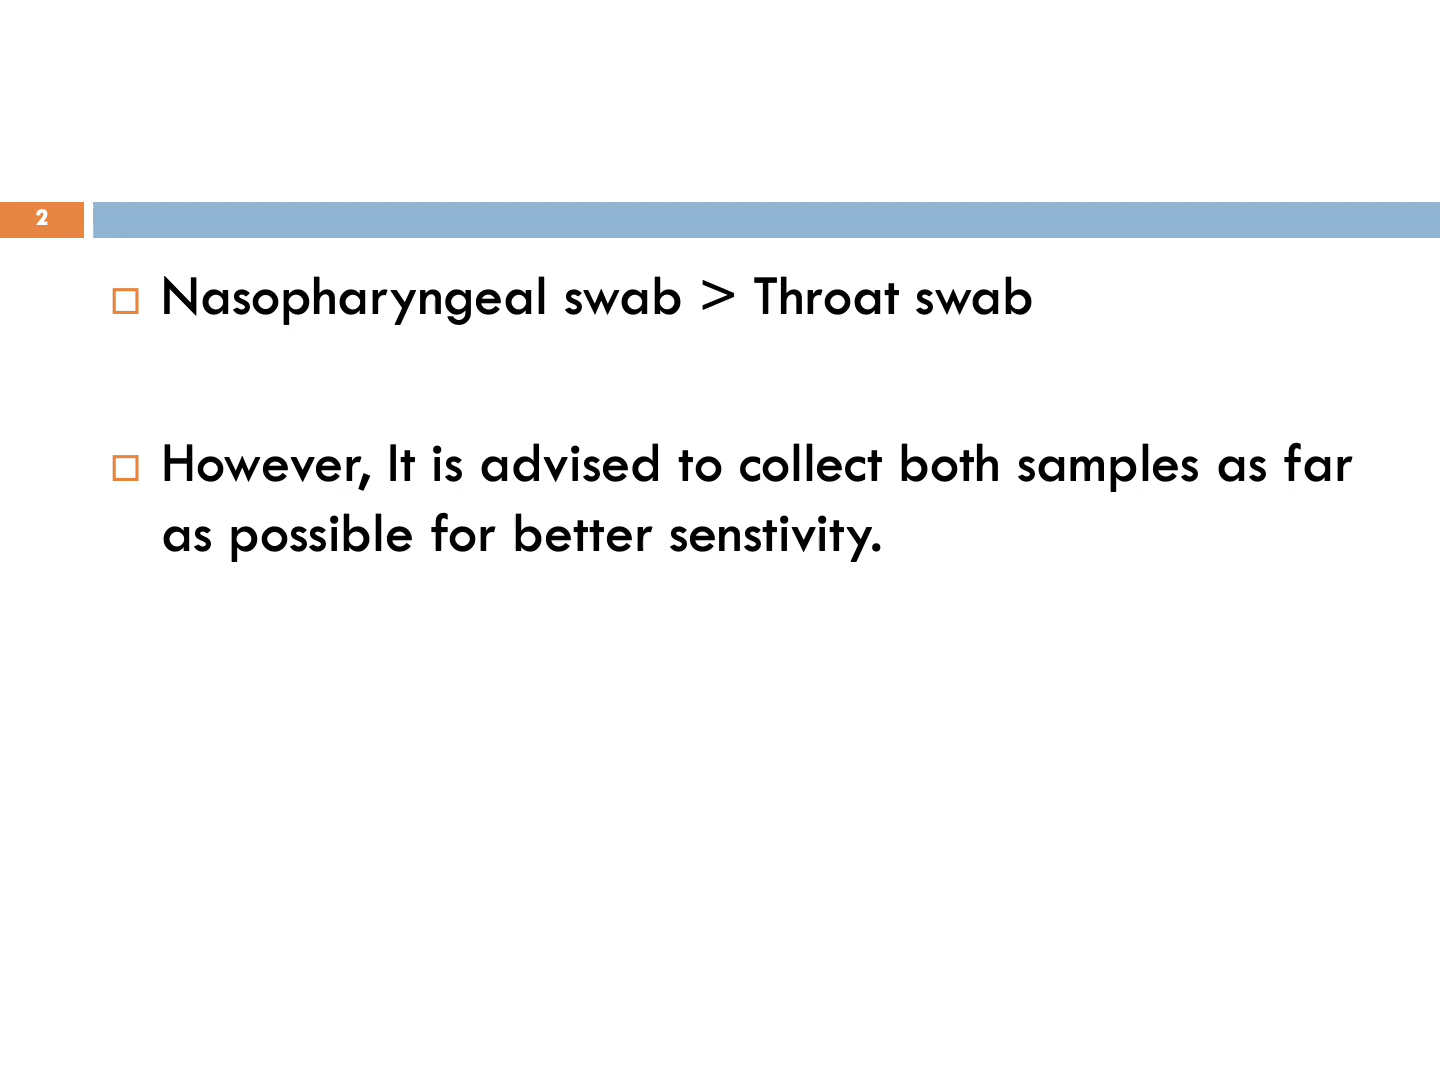 2
Nasopharyngeal swab > Throat swab
However, It is advised to collect both samples as far
as possible for better senstivity.